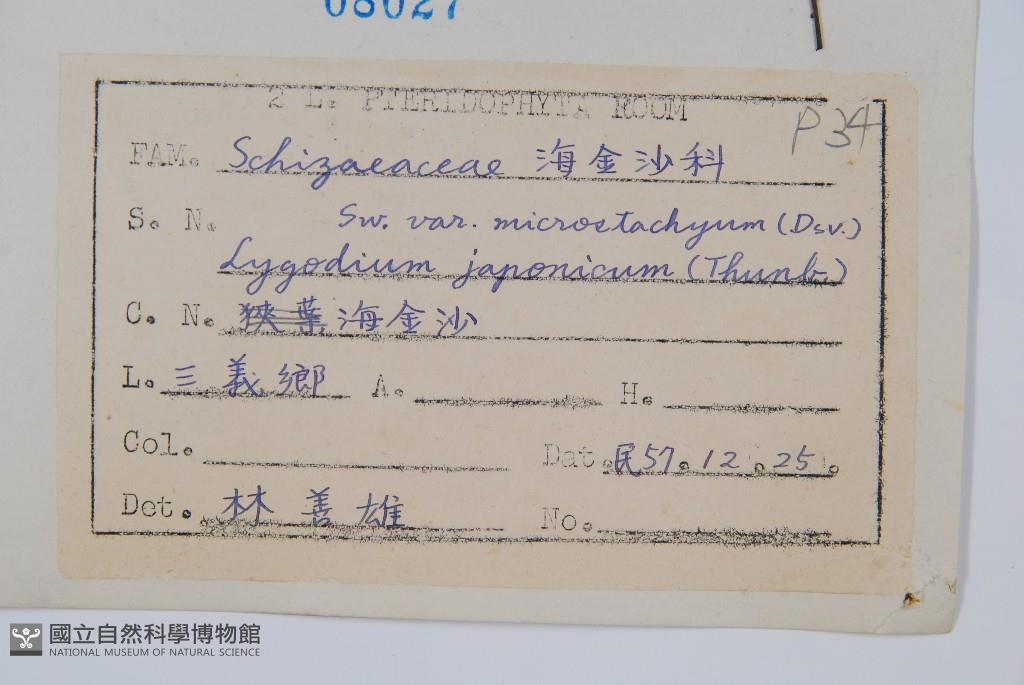 08027
2 L. PTERIDOPHYTA ROOM
P34
FAM. Schizaeaceae 海金沙科
S. N. Sw. var. microstachyum (Dsv.)
Lygodium japonicum (Thunb.)
C. N. 狹葉海金沙
L. 三義鄉 A. H.
Col. Dat. 民57.12.25.
Det. 林善雄 No.
國立自然科學博物館
NATIONAL MUSEUM OF NATURAL SCIENCE